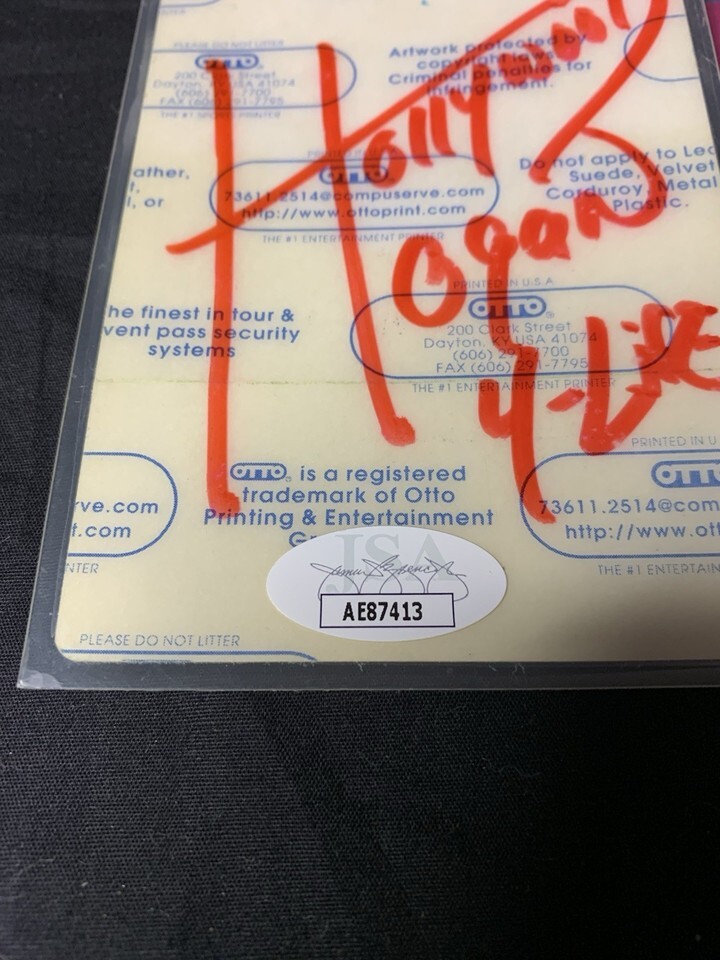 PLEASE DO NOT LITTER
OTTO
200 Clark Street
Dayton, KY USA 41074
(606) 291-7700
FAX (606) 291-7795
THE #1 SPORTS PRINTER
Artwork protected by
copyright laws.
Criminal penalties for
infringement.
Hollywood
Hogan
4-Life
ather,
t,
l, or
PRINTED IN U.S.A
OTTO
73611.2514@compuserve.com
http://www.ottoprint.com
THE #1 ENTERTAINMENT PRINTER
Do not apply to Lea
Suede, Velvet
Corduroy, Metal
Plastic.
he finest in tour &
vent pass security
systems
PRINTED IN U.S.A
OTTO®
200 Clark Street
Dayton, KY USA 41074
(606) 291-7700
FAX (606) 291-7795
THE #1 ENTERTAINMENT PRINTER
rve.com
t.com
NTER
OTTO® is a registered
trademark of Otto
Printing & Entertainment
G
PRINTED IN U
OTTO
73611.2514@com
http://www.ot
THE #1 ENTERTAIN
JSA
AE87413
PLEASE DO NOT LITTER